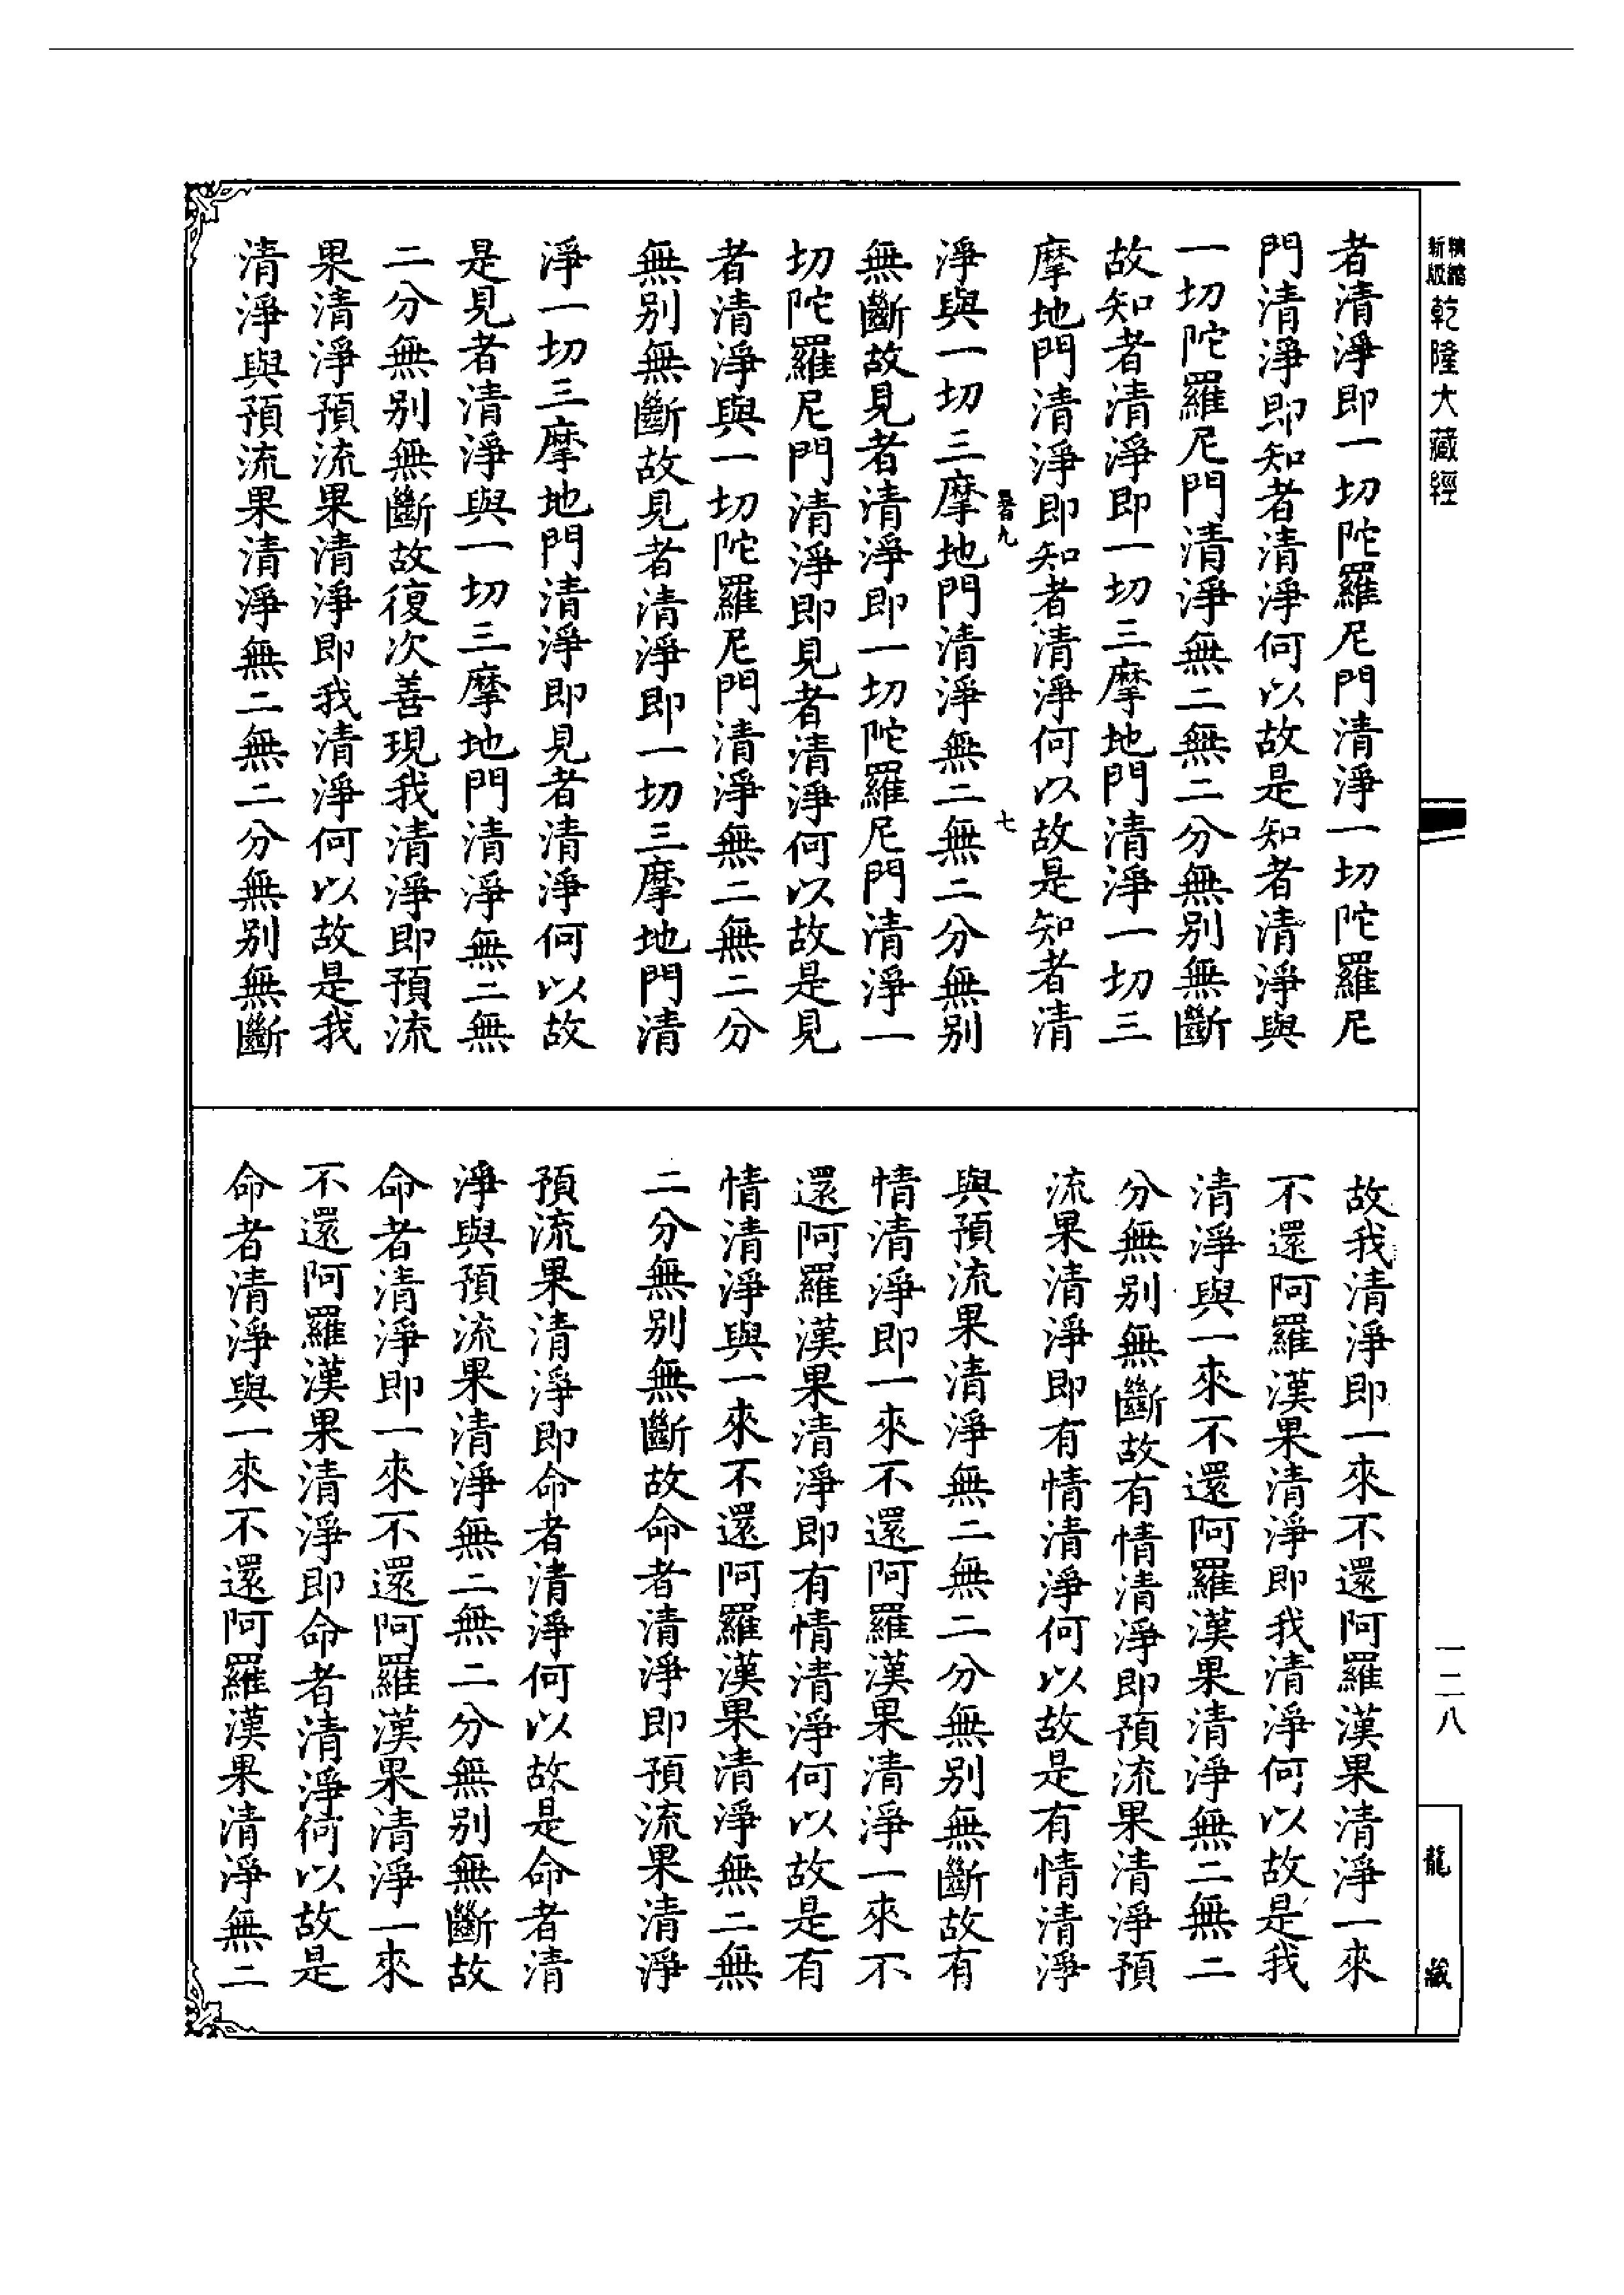 精縮新版乾隆大藏經
者清淨即一切陀羅尼門清淨一切陀羅尼
門清淨即知者清淨何以故是知者清淨與
一切陀羅尼門清淨無二無二分無別無斷
故知者清淨即一切三摩地門清淨一切三
摩地門清淨即知者清淨何以故是知者清
暑九 七
淨與一切三摩地門清淨無二無二分無別
無斷故見者清淨即一切陀羅尼門清淨一
切陀羅尼門清淨即見者清淨何以故是見
者清淨與一切陀羅尼門清淨無二無二分
無別無斷故見者清淨即一切三摩地門清
淨一切三摩地門清淨即見者清淨何以故
是見者清淨與一切三摩地門清淨無二無
二分無別無斷故復次善現我清淨即預流
果清淨預流果清淨即我清淨何以故是我
清淨與預流果清淨無二無二分無別無斷
故我清淨即一來不還阿羅漢果清淨一來
不還阿羅漢果清淨即我清淨何以故是我
清淨與一來不還阿羅漢果清淨無二無二
分無別無斷故有情清淨即預流果清淨預
流果清淨即有情清淨何以故是有情清淨
與預流果清淨無二無二分無別無斷故有
情清淨即一來不還阿羅漢果清淨一來不
還阿羅漢果清淨即有情清淨何以故是有
情清淨與一來不還阿羅漢果清淨無二無
二分無別無斷故命者清淨即預流果清淨
預流果清淨即命者清淨何以故是命者清
淨與預流果清淨無二無二分無別無斷故
命者清淨即一來不還阿羅漢果清淨一來
不還阿羅漢果清淨即命者清淨何以故是
命者清淨與一來不還阿羅漢果清淨無二
一二八
龍藏